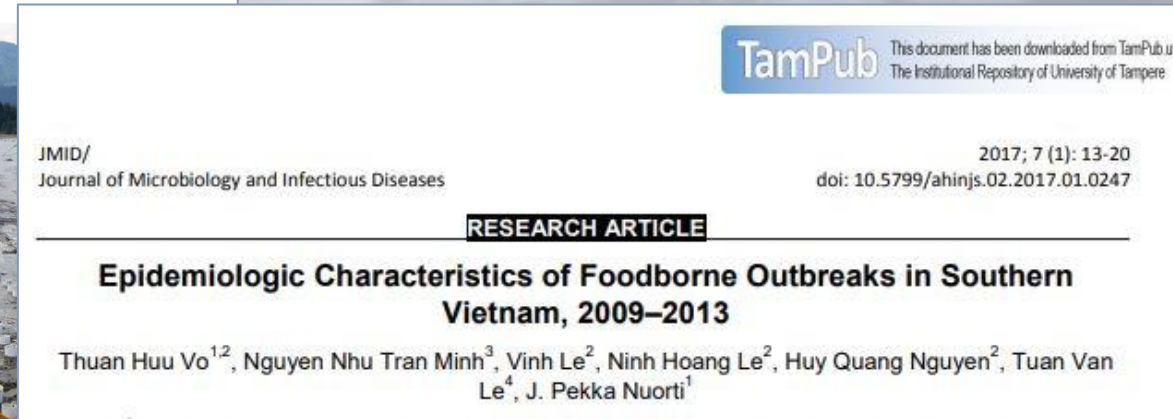 TamPub
This document has been downloaded from TamPub.u
The Institutional Repository of University of Tampere
JMID/
Journal of Microbiology and Infectious Diseases
2017; 7 (1): 13-20
doi: 10.5799/ahinjs.02.2017.01.0247
RESEARCH ARTICLE
Epidemiologic Characteristics of Foodborne Outbreaks in Southern
Vietnam, 2009–2013
Thuan Huu Vo1,2, Nguyen Nhu Tran Minh3, Vinh Le2, Ninh Hoang Le2, Huy Quang Nguyen2, Tuan Van
Le4, J. Pekka Nuorti1